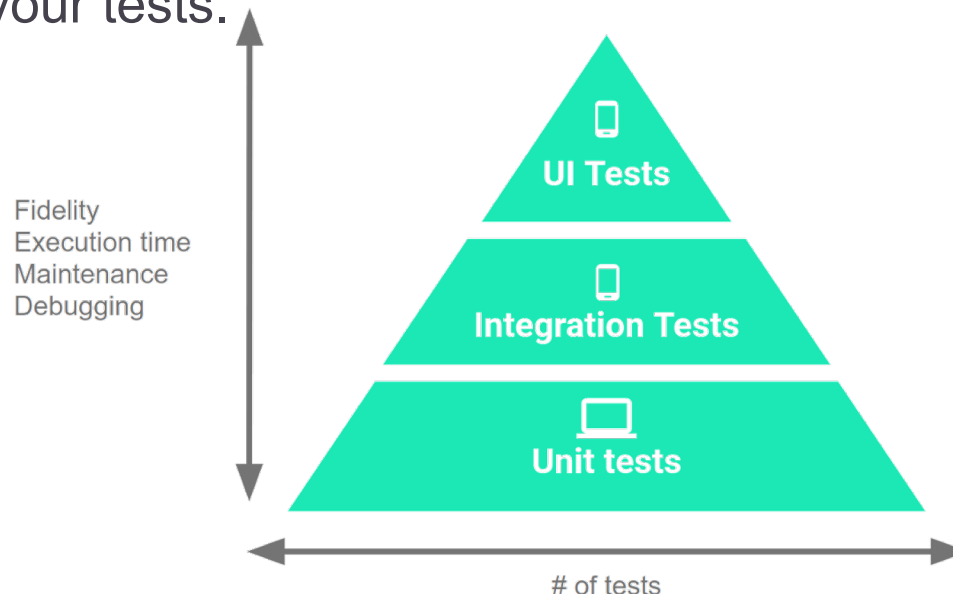 your tests.
UI Tests
Fidelity
Execution time
Maintenance
Debugging
Integration Tests
Unit tests
# of tests